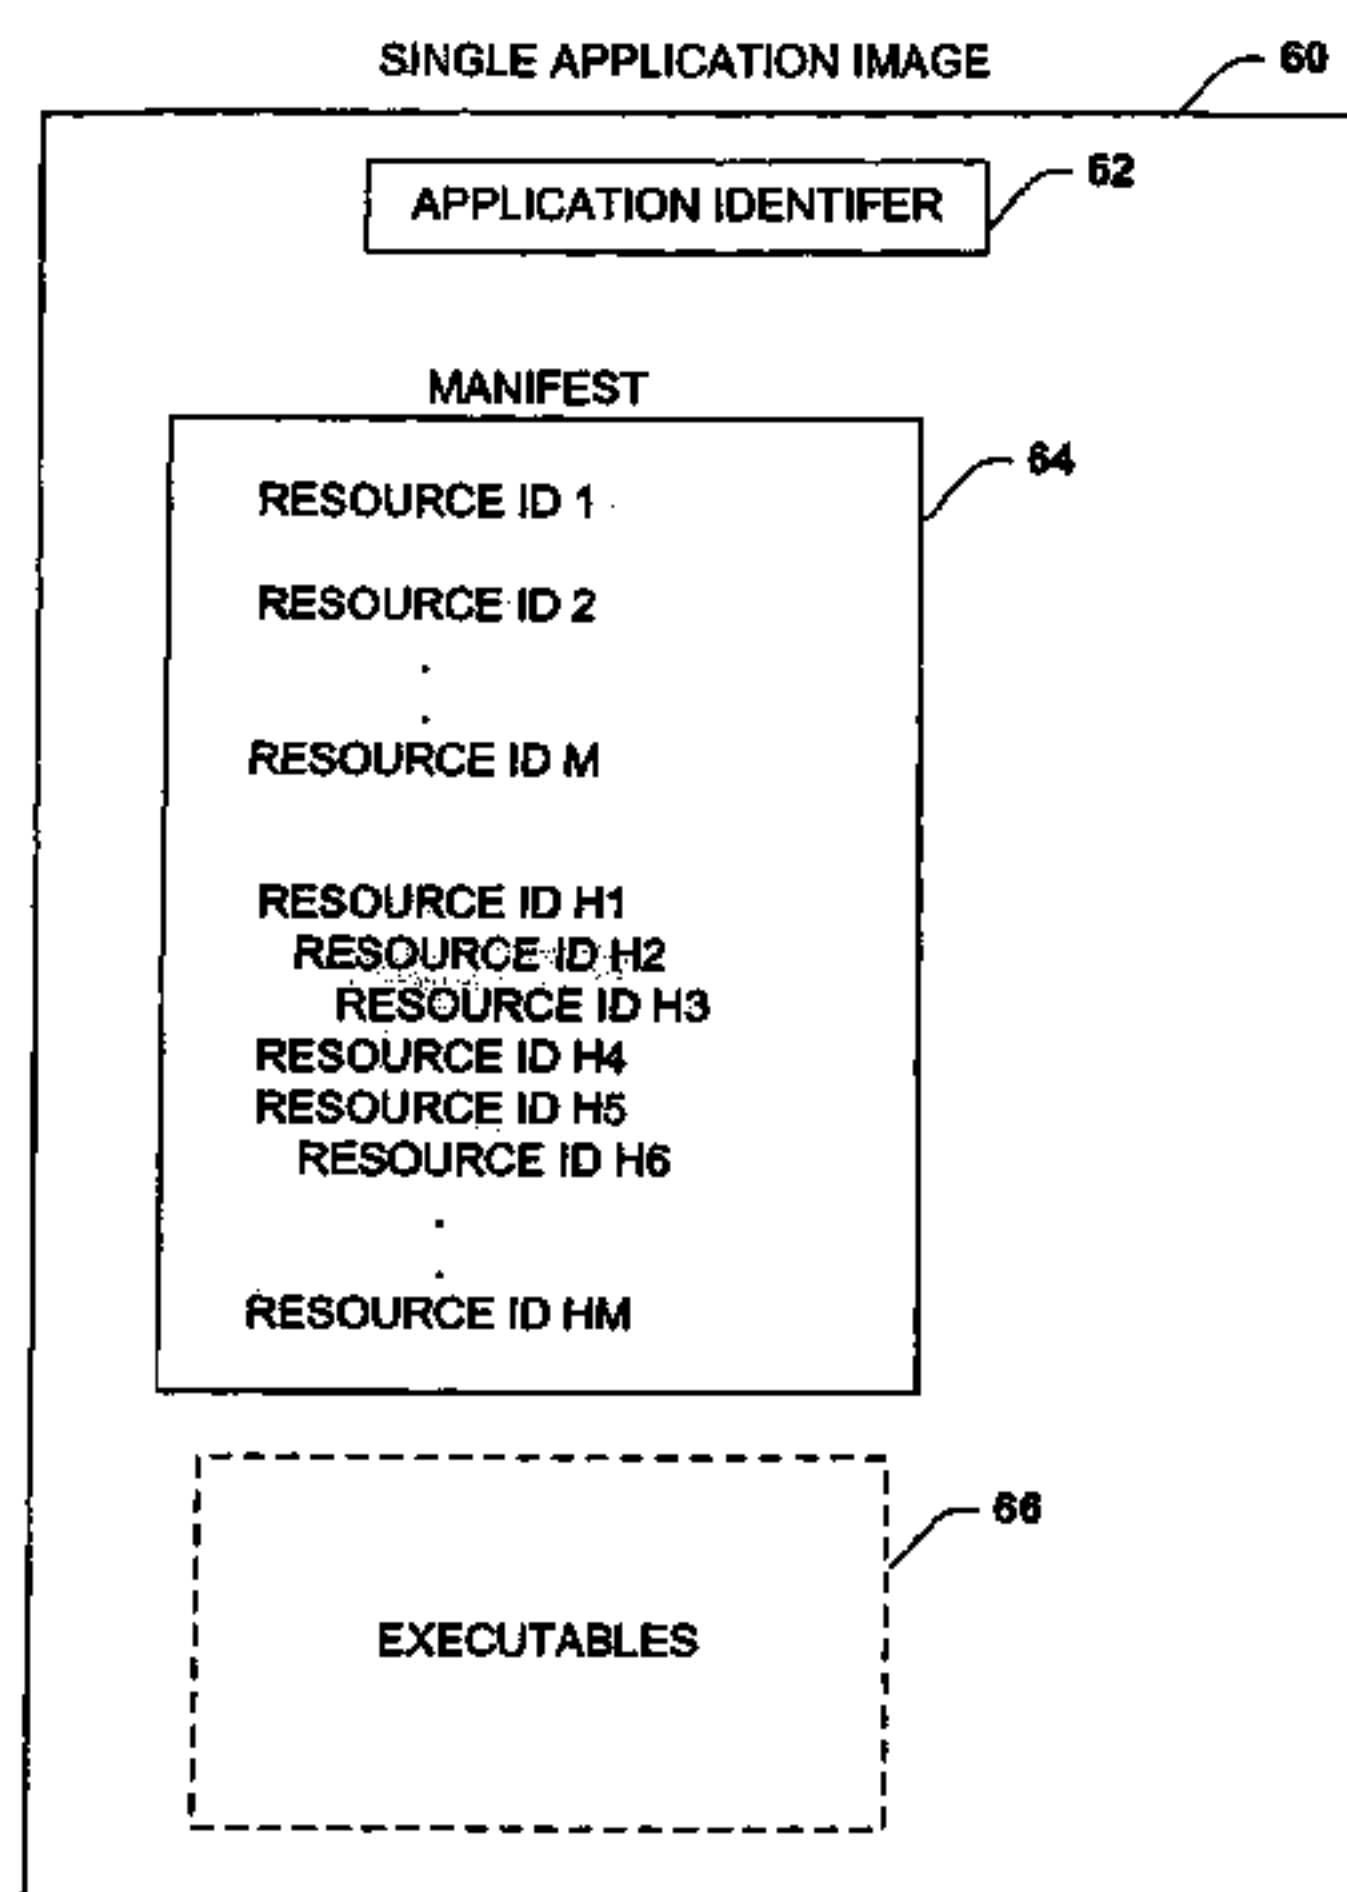 SINGLE APPLICATION IMAGE
60
APPLICATION IDENTIFER
62
MANIFEST
64
RESOURCE ID 1
RESOURCE ID 2
.
.
RESOURCE ID M
RESOURCE ID H1
RESOURCE ID H2
RESOURCE ID H3
RESOURCE ID H4
RESOURCE ID H5
RESOURCE ID H6
.
.
RESOURCE ID HM
66
EXECUTABLES